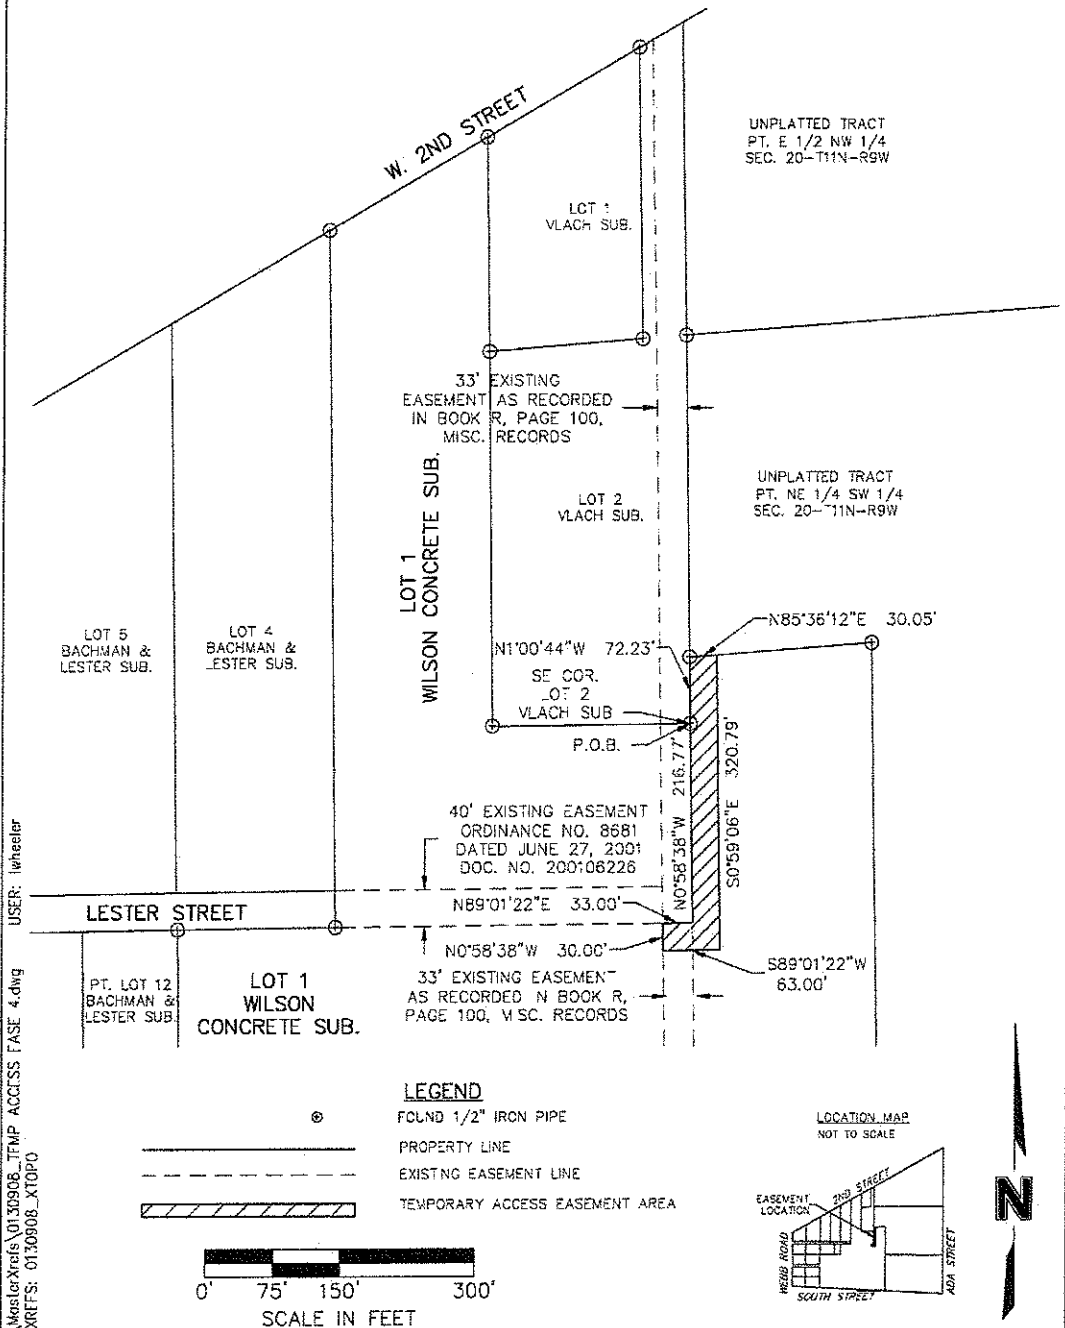 W. 2ND STREET
UNPLATTED TRACT
PT. E 1/2 NW 1/4
SEC. 20-T11N-R9W
LOT 1
VLACH SUB.
33' EXISTING
EASEMENT AS RECORDED
IN BOOK R, PAGE 100,
MISC. RECORDS
LOT 1
WILSON CONCRETE SUB.
LOT 2
VLACH SUB.
UNPLATTED TRACT
PT. NE 1/4 SW 1/4
SEC. 20-T11N-R9W
LOT 5
BACHMAN &
LESTER SUB.
LOT 4
BACHMAN &
LESTER SUB.
N85°36'12"E 30.05'
N1°00'44"W 72.23'
SE COR.
LOT 2
VLACH SUB
P.O.B.
N0°58'38"W 216.77'
S0°59'06"E 320.79'
40' EXISTING EASEMENT
ORDINANCE NO. 8681
DATED JUNE 27, 2001
DOC. NO. 200106226
LESTER STREET
N89°01'22"E 33.00'
N0°58'38"W 30.00'
S89°01'22"W
63.00'
33' EXISTING EASEMENT
AS RECORDED IN BOOK R,
PAGE 100, MISC. RECORDS
PT. LOT 12
BACHMAN &
LESTER SUB.
LOT 1
WILSON
CONCRETE SUB.
LEGEND
FOUND 1/2" IRON PIPE
PROPERTY LINE
EXISTNG EASEMENT LINE
TEMPORARY ACCESS EASEMENT AREA
0' 75' 150' 300'
SCALE IN FEET
LOCATION MAP
NOT TO SCALE
2ND STREET
EASEMENT
LOCATION
WEBB ROAD
ADA STREET
SOUTH STREET
N
\MasterXrefs\0130908_TEMP ACCESS EASE 4.dwg USER: lwheeler
XREFS: 0130908_XTOPO